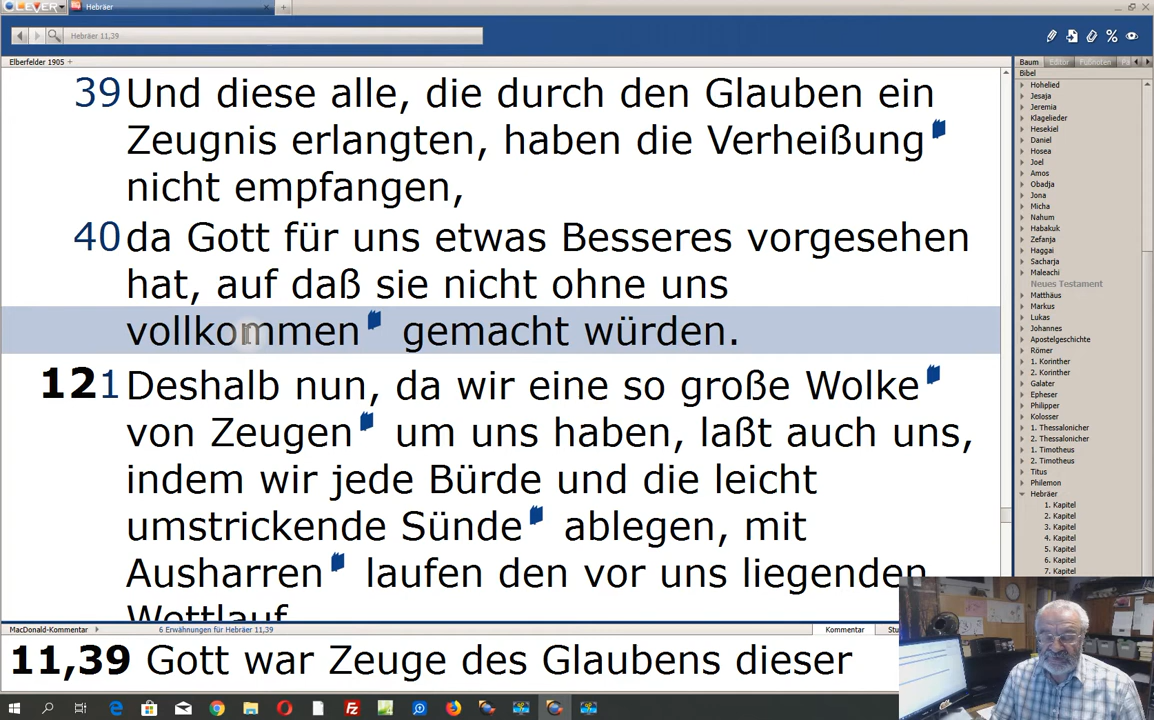 CLEVER
Hebräer
Hebräer 11,39
Elberfelder 1905 +
39 Und diese alle, die durch den Glauben ein
Zeugnis erlangten, haben die Verheißung
nicht empfangen,
40 da Gott für uns etwas Besseres vorgesehen
hat, auf daß sie nicht ohne uns
vollkommen gemacht würden.
12 1 Deshalb nun, da wir eine so große Wolke
von Zeugen um uns haben, laßt auch uns,
indem wir jede Bürde und die leicht
umstrickende Sünde ablegen, mit
Ausharren laufen den vor uns liegenden
Wettlauf
MacDonald-Kommentar
6 Erwähnungen für Hebräer 11,39
Kommentar
11,39 Gott war Zeuge des Glaubens dieser
Baum Editor Fußnoten
Bibel
Hohelied
Jesaja
Jeremia
Klagelieder
Hesekiel
Daniel
Hosea
Joel
Amos
Obadja
Jona
Micha
Nahum
Habakuk
Zefanja
Haggai
Sacharja
Maleachi
Neues Testament
Matthäus
Markus
Lukas
Johannes
Apostelgeschichte
Römer
1. Korinther
2. Korinther
Galater
Epheser
Philipper
Kolosser
1. Thessalonicher
2. Thessalonicher
1. Timotheus
2. Timotheus
Titus
Philemon
Hebräer
1. Kapitel
2. Kapitel
3. Kapitel
4. Kapitel
5. Kapitel
6. Kapitel
7. Kapitel